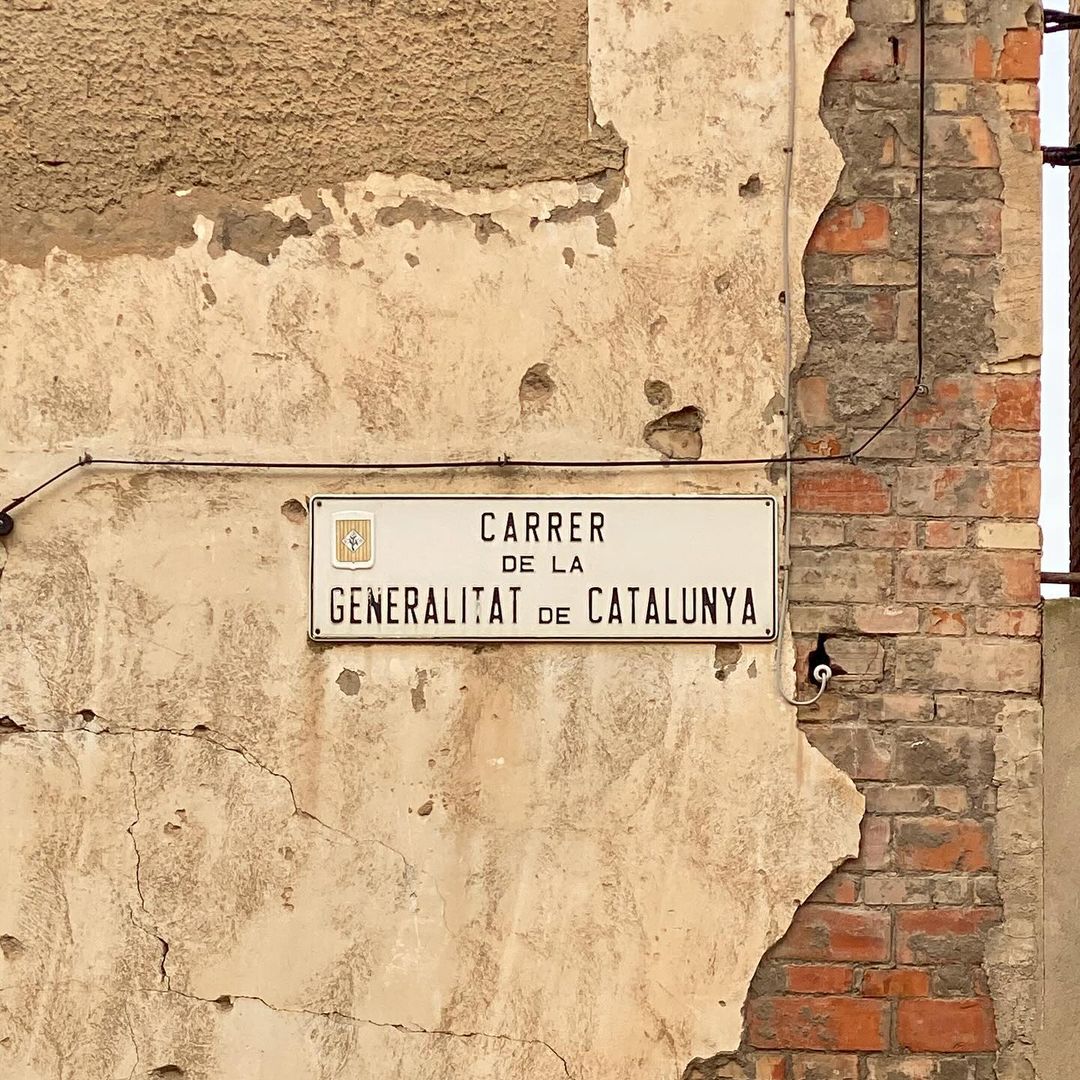 CARRER
DE LA
GENERALITAT DE CATALUNYA